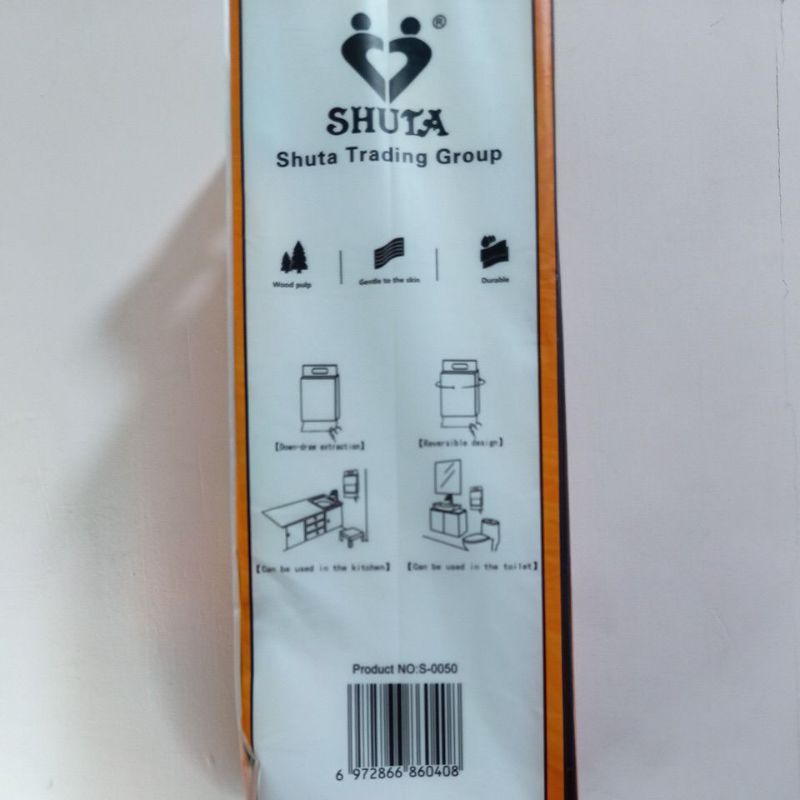 ®
SHUTA
Shuta Trading Group
Wood pulp
Gentle to the skin
Durable
【Down-draw extraction】
【Reversible design】
【Can be used in the kitchen】
【Can be used in the toilet】
Product NO:S-0050
6 972866 860408